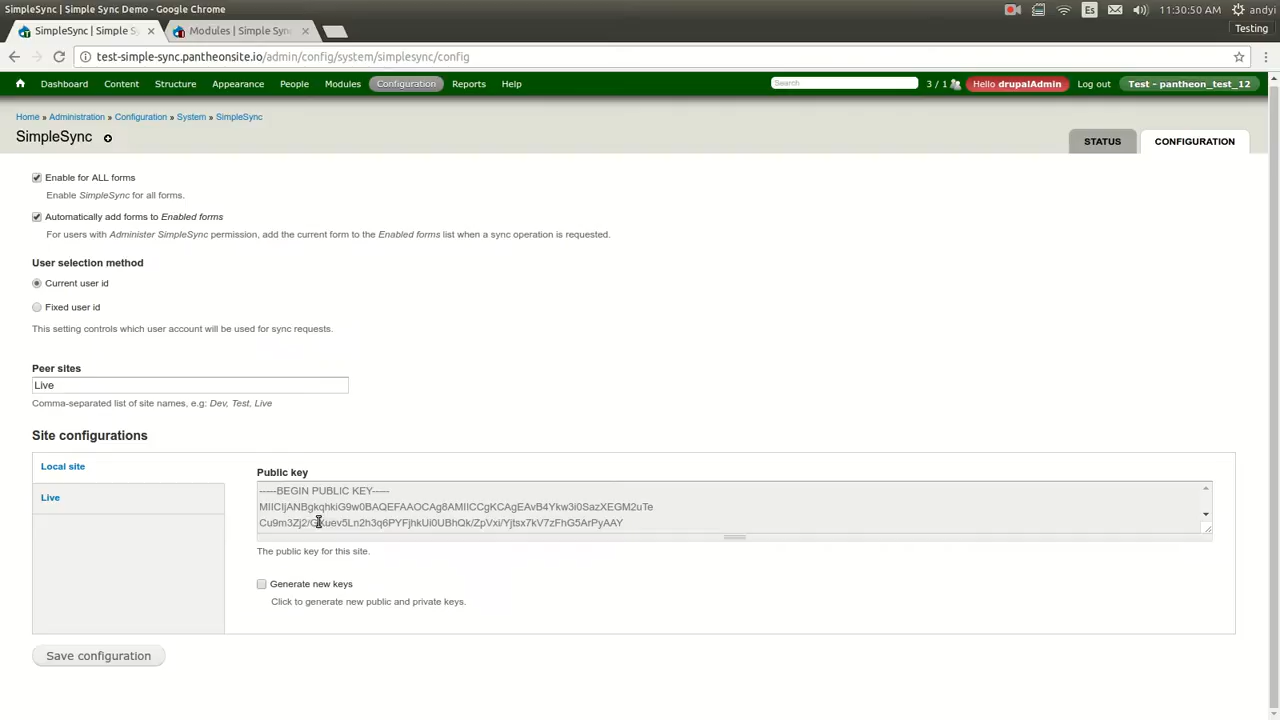 SimpleSync | Simple Sync Demo - Google Chrome
Es
11:30:50 AM
andyi
SimpleSync | Simple S
Modules | Simple Sync
Testing
test-simple-sync.pantheonsite.io/admin/config/system/simplesync/config
Dashboard Content Structure Appearance People Modules Configuration Reports Help
Search
3 / 1
Hello drupalAdmin
Log out
Test - pantheon_test_12
Home » Administration » Configuration » System » SimpleSync
SimpleSync
STATUS
CONFIGURATION
Enable for ALL forms
Enable SimpleSync for all forms.
Automatically add forms to Enabled forms
For users with Administer SimpleSync permission, add the current form to the Enabled forms list when a sync operation is requested.
User selection method
Current user id
Fixed user id
This setting controls which user account will be used for sync requests.
Peer sites
Live
Comma-separated list of site names, e.g: Dev, Test, Live
Site configurations
Local site
Live
Public key
-----BEGIN PUBLIC KEY-----
MIICIjANBgkqhkiG9w0BAQEFAAOCAg8AMIICCgKCAgEAvB4Ykw3i0SazXEGM2uTe
The public key for this site.
Generate new keys
Click to generate new public and private keys.
Save configuration